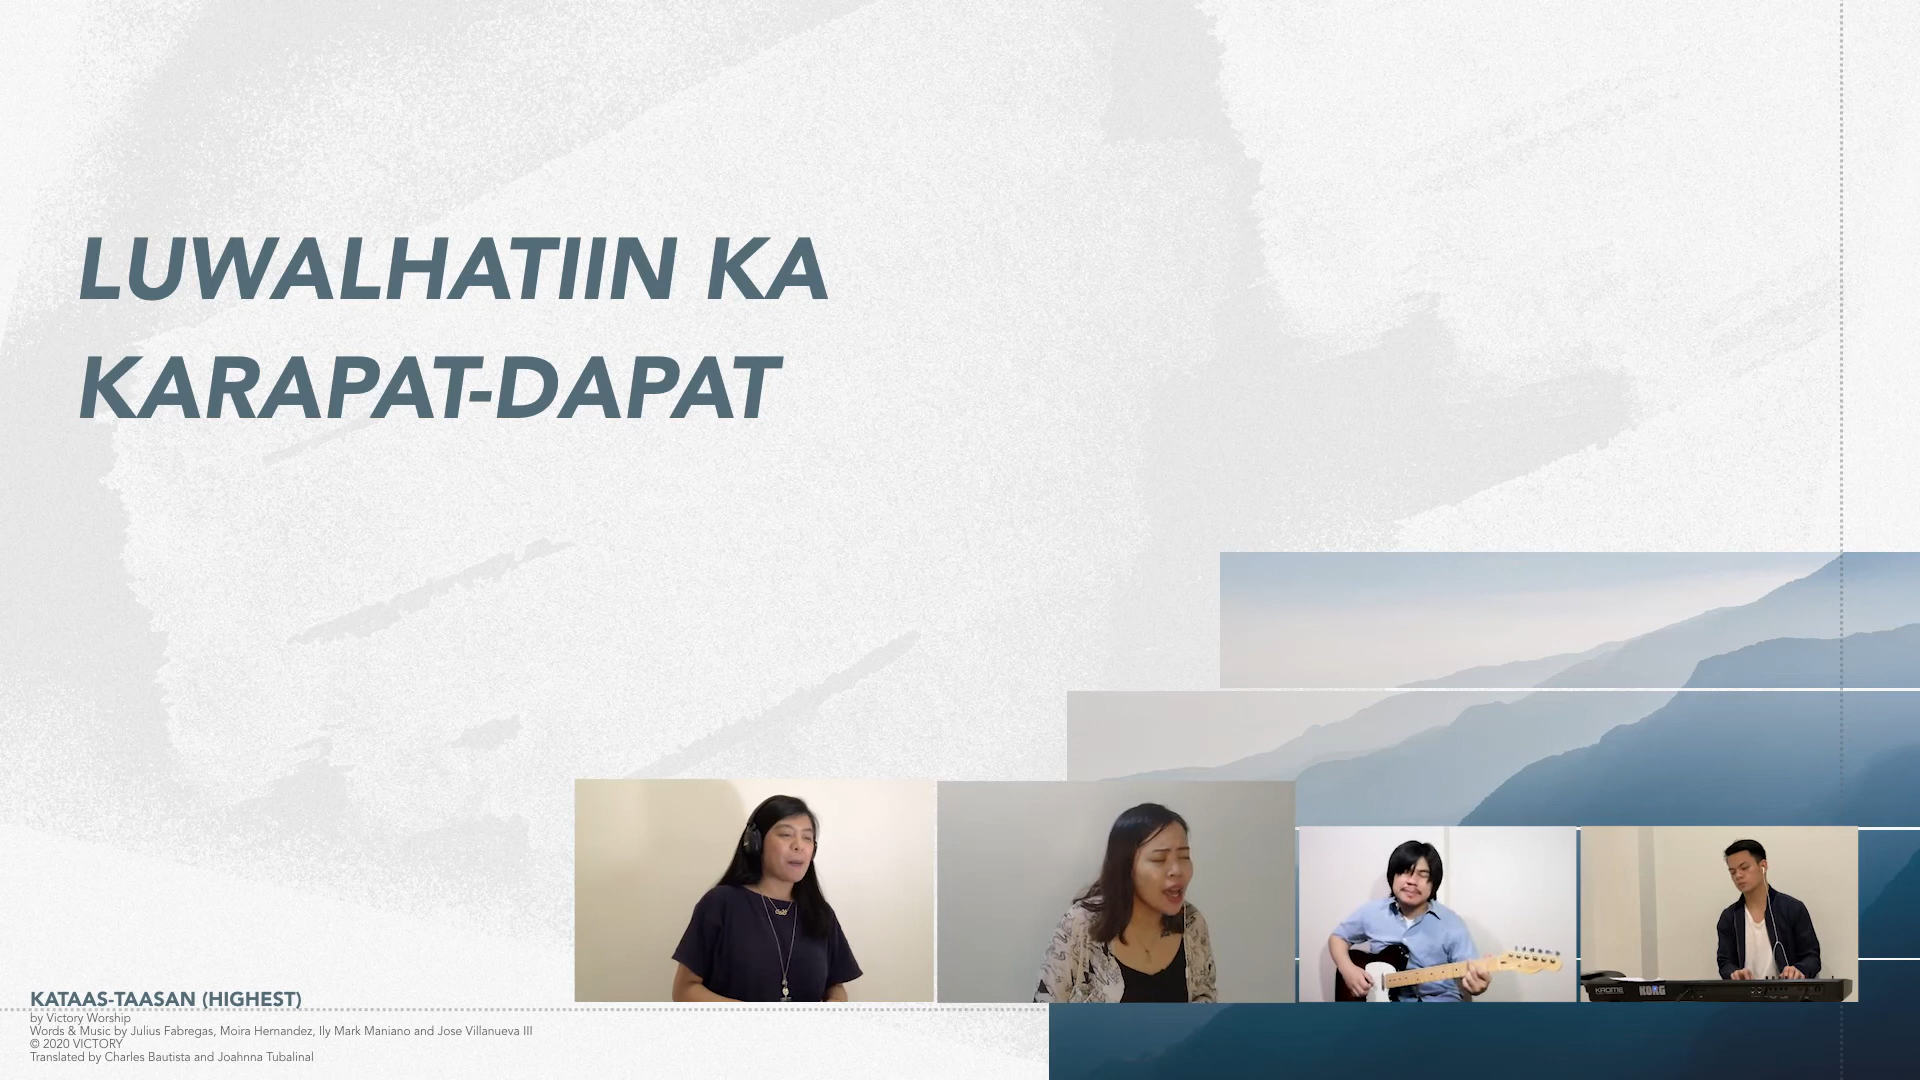 LUWALHATIIN KA
KARAPAT-DAPAT
KROME
KORG
KATAAS-TAASAN (HIGHEST)
by Victory Worship
Words & Music by Julius Fabregas, Moira Hernandez, Ily Mark Maniano and Jose Villanueva III
© 2020 VICTORY
Translated by Charles Bautista and Joahnna Tubalinal